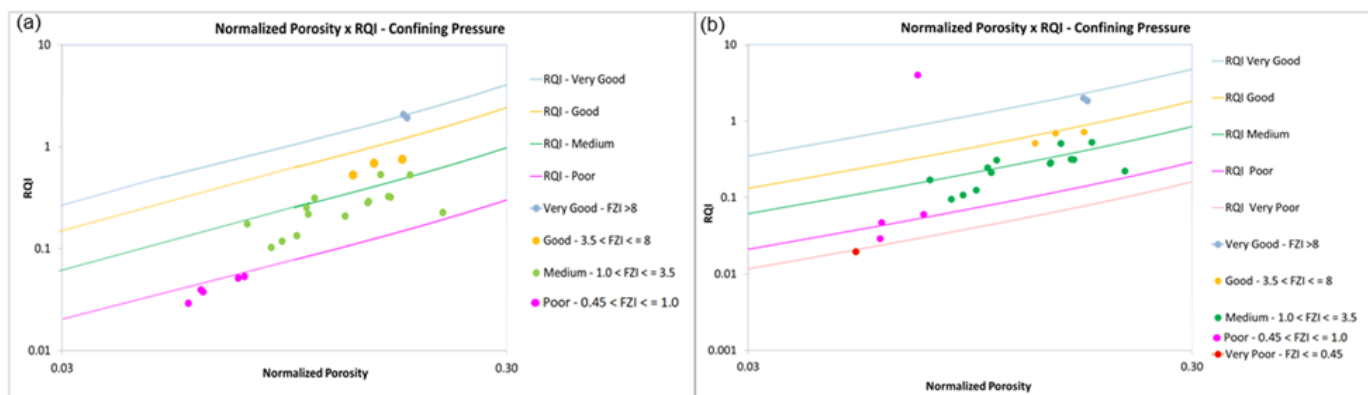 (a)
Normalized Porosity x RQI - Confining Pressure
10
1
0.1
0.01
RQI
0.03
0.30
Normalized Porosity
RQI - Very Good
RQI - Good
RQI - Medium
RQI - Poor
Very Good - FZI >8
Good - 3.5 < FZI < = 8
Medium - 1.0 < FZI < = 3.5
Poor - 0.45 < FZI < = 1.0
(b)
Normalized Porosity x RQI - Confining Pressure
10
1
0.1
0.01
0.001
RQI
0.03
0.30
Normalized Porosity
RQI Very Good
RQI Good
RQI Medium
RQI Poor
RQI Very Poor
Very Good - FZI >8
Good - 3.5 < FZI < = 8
Medium - 1.0 < FZI < = 3.5
Poor - 0.45 < FZI < = 1.0
Very Poor - FZI < = 0.45